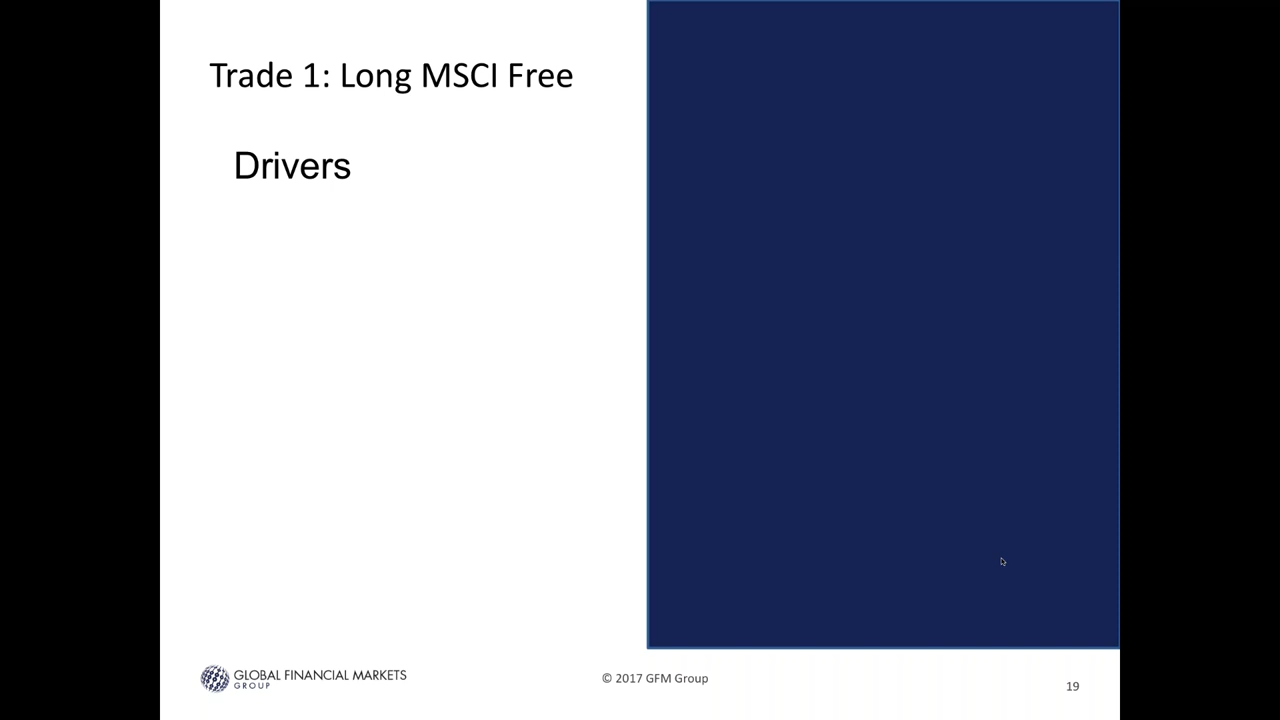 Trade 1: Long MSCI Free
Drivers
GLOBAL FINANCIAL MARKETS
GROUP
© 2017 GFM Group
19